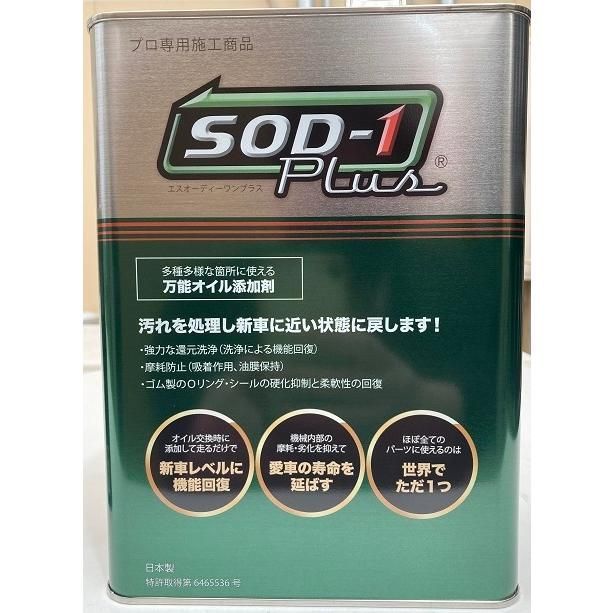 プロ専用施工商品
SOD-1
Plus®
エスオーディーワンプラス
多種多様な箇所に使える
万能オイル添加剤
汚れを処理し新車に近い状態に戻します!
・強力な還元洗浄(洗浄による機能回復)
・摩耗防止(吸着作用、油膜保持)
・ゴム製のOリング・シールの硬化抑制と柔軟性の回復
オイル交換時に
添加して走るだけで
新車レベルに
機能回復
機械内部の
摩耗・劣化を抑えて
愛車の寿命を
延ばす
ほぼ全ての
パーツに使えるのは
世界で
ただ1つ
日本製
特許取得第6465536号